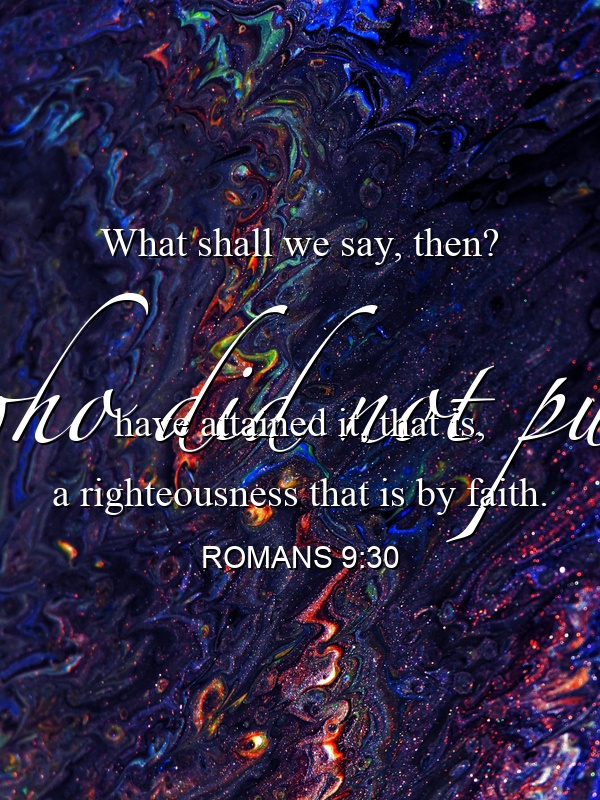 What shall we say, then?
who did not pu
have attained it, that is,
a righteousness that is by faith.
ROMANS 9:30